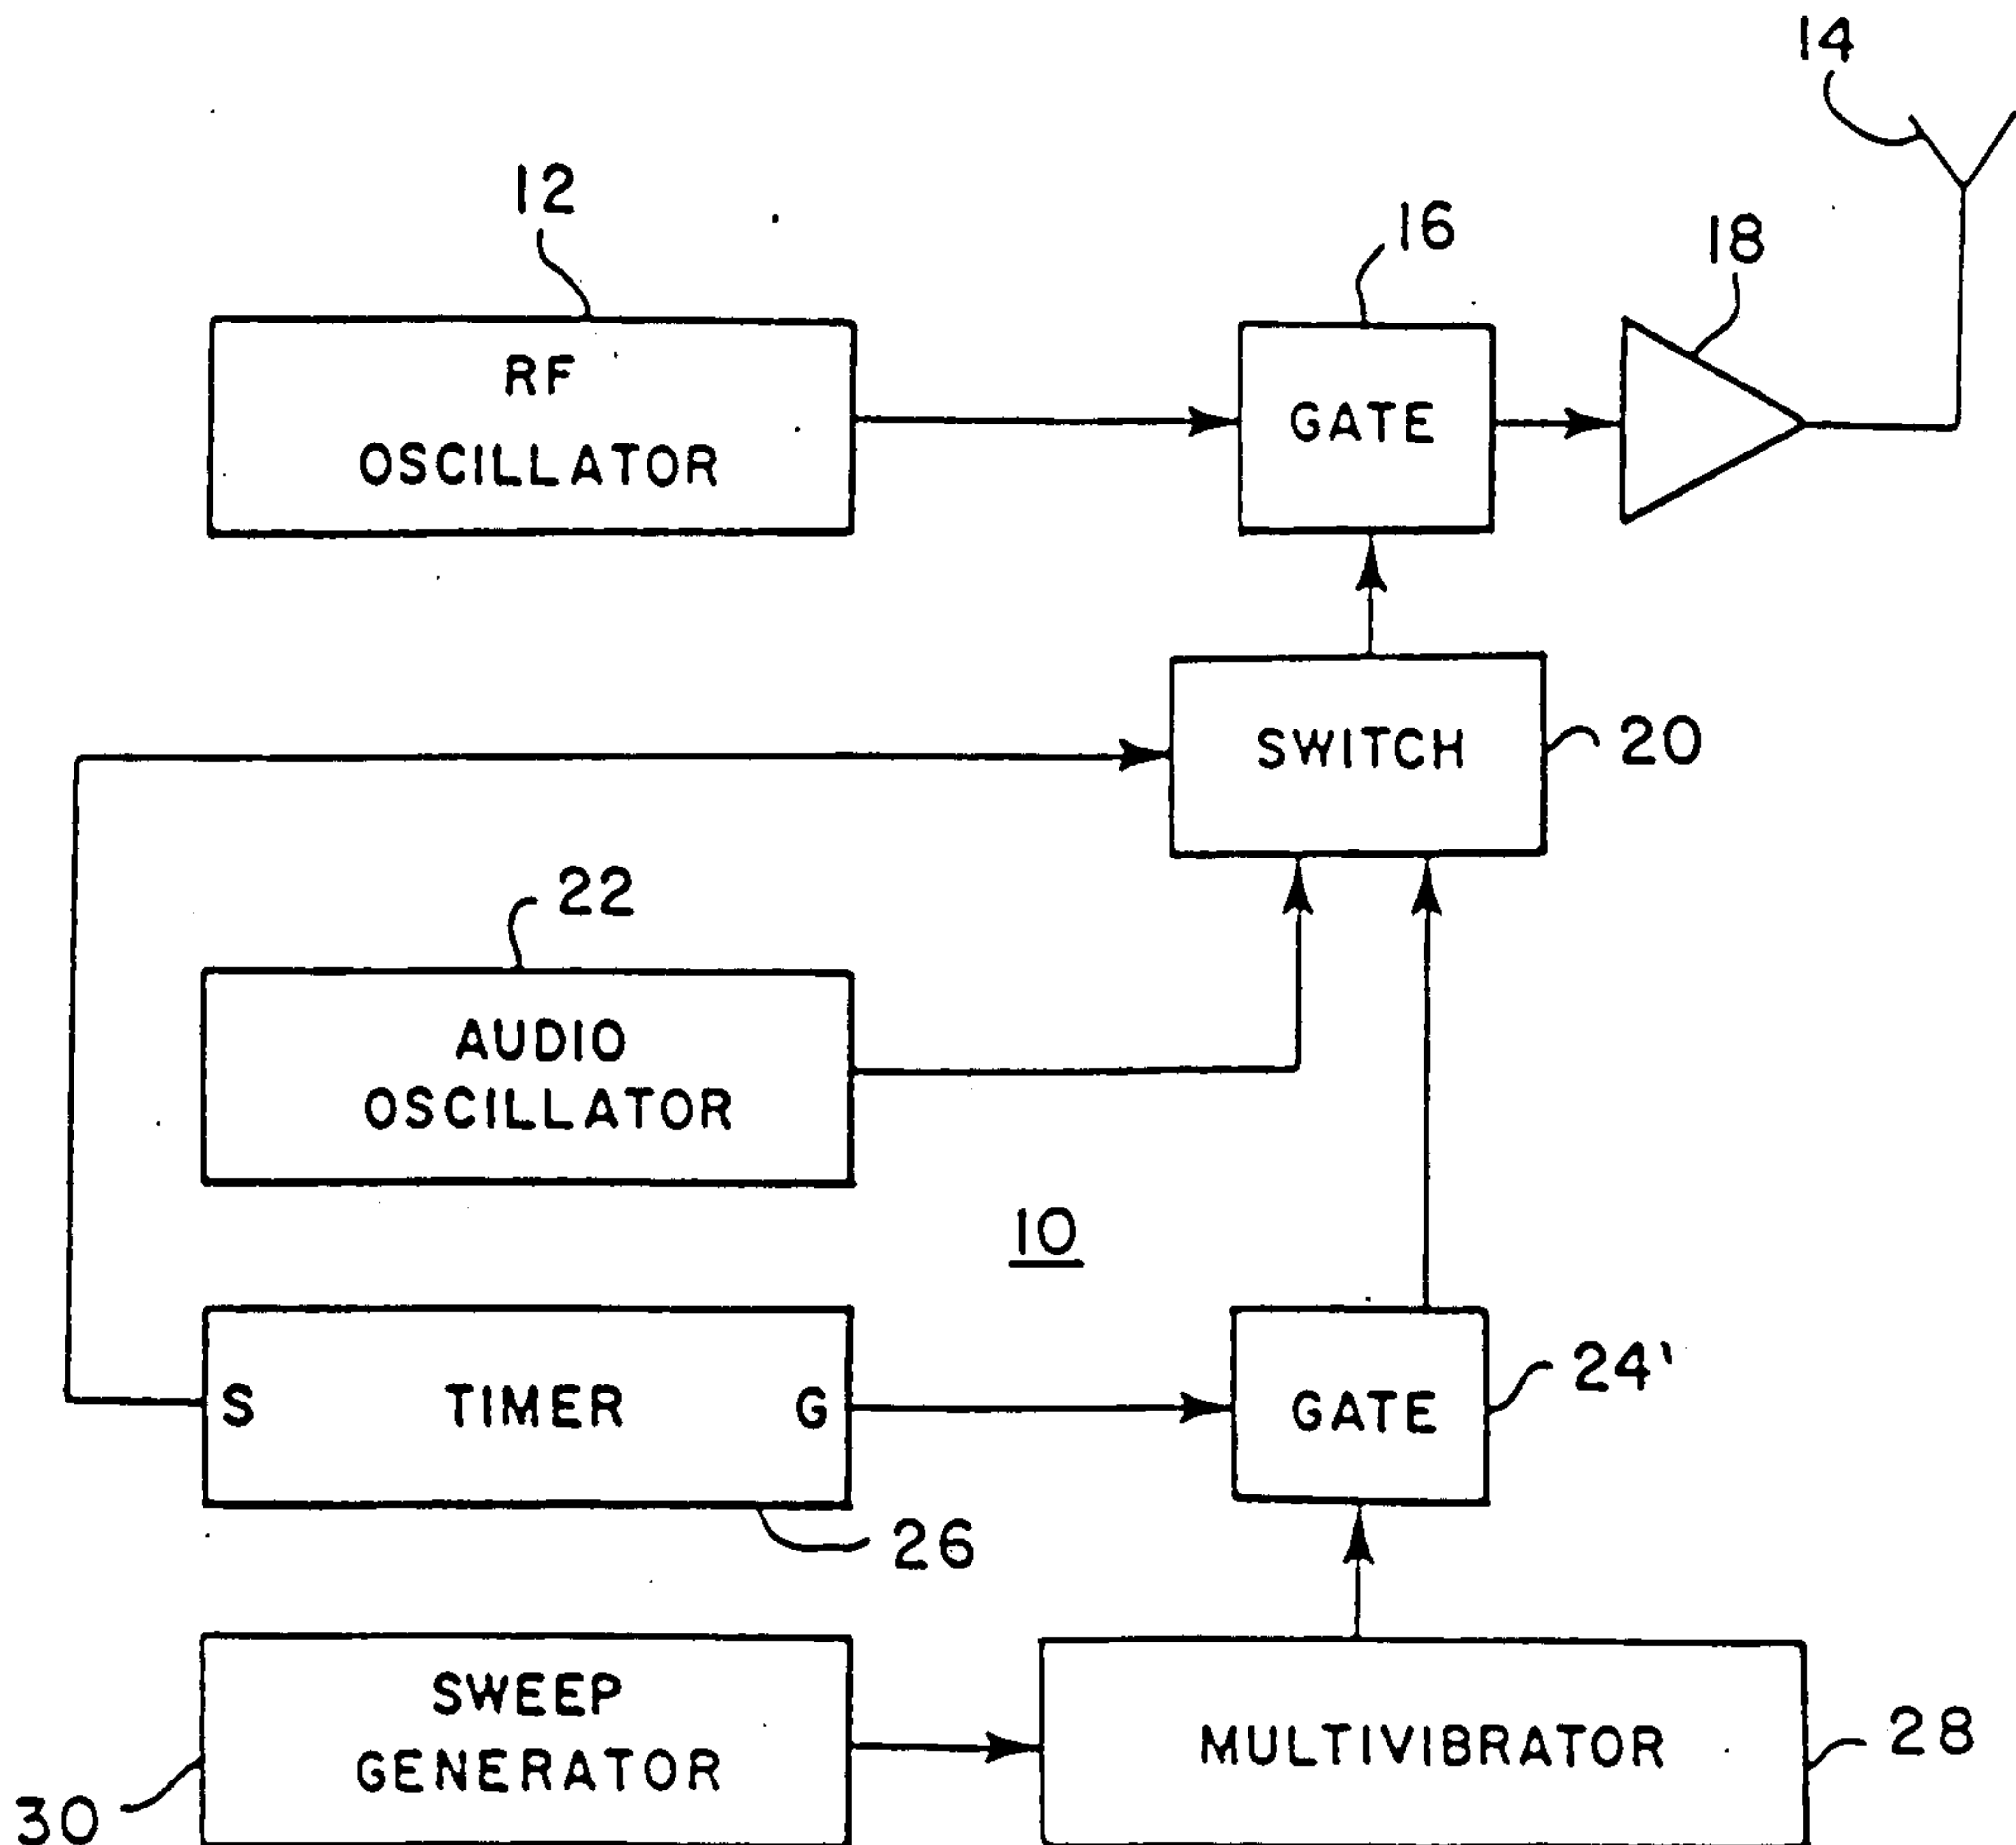 14
12
16
18
RF
OSCILLATOR
GATE
SWITCH
20
22
AUDIO
OSCILLATOR
10
S TIMER G
GATE
24'
26
SWEEP
GENERATOR
MULTIVIBRATOR
28
30